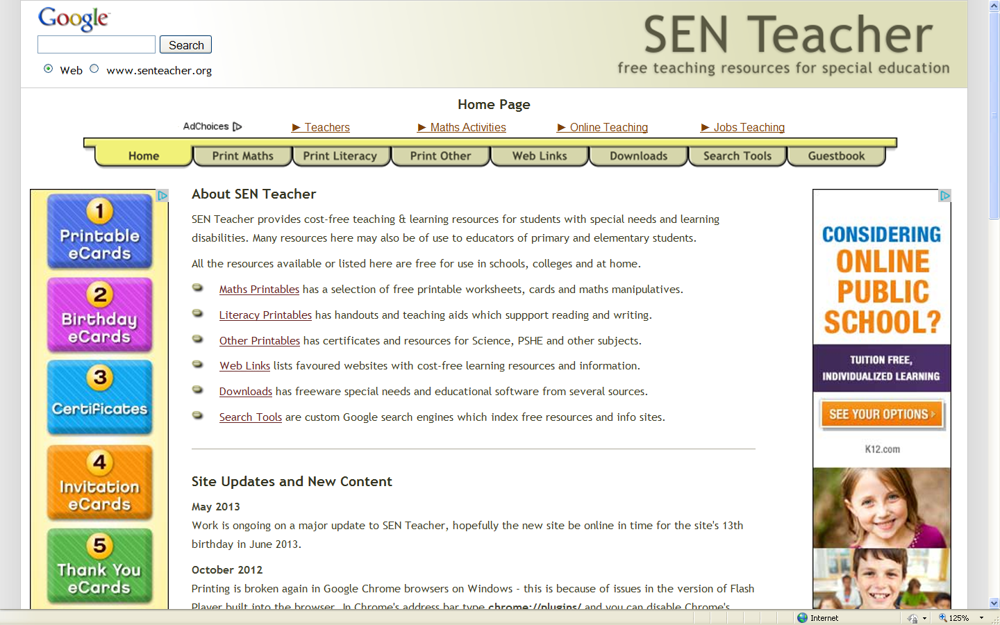 Google™
Search
Web www.senteacher.org
SEN Teacher
free teaching resources for special education
Home Page
AdChoices
► Teachers
► Maths Activities
► Online Teaching
► Jobs Teaching
Home
Print Maths
Print Literacy
Print Other
Web Links
Downloads
Search Tools
Guestbook
1
Printable
eCards
2
Birthday
eCards
3
Certificates
4
Invitation
eCards
5
Thank You
eCards
About SEN Teacher
SEN Teacher provides cost-free teaching & learning resources for students with special needs and learning
disabilities. Many resources here may also be of use to educators of primary and elementary students.
All the resources available or listed here are free for use in schools, colleges and at home.
Maths Printables has a selection of free printable worksheets, cards and maths manipulatives.
Literacy Printables has handouts and teaching aids which suppport reading and writing.
Other Printables has certificates and resources for Science, PSHE and other subjects.
Web Links lists favoured websites with cost-free learning resources and information.
Downloads has freeware special needs and educational software from several sources.
Search Tools are custom Google search engines which index free resources and info sites.
Site Updates and New Content
May 2013
Work is ongoing on a major update to SEN Teacher, hopefully the new site be online in time for the site's 13th
birthday in June 2013.
October 2012
Printing is broken again in Google Chrome browsers on Windows - this is because of issues in the version of Flash
Player built into the browser. In Chrome's address bar type chrome://plugins/ and you can disable Chrome's
CONSIDERING
ONLINE
PUBLIC
SCHOOL?
TUITION FREE,
INDIVIDUALIZED LEARNING
SEE YOUR OPTIONS
K12.com
Internet
125%